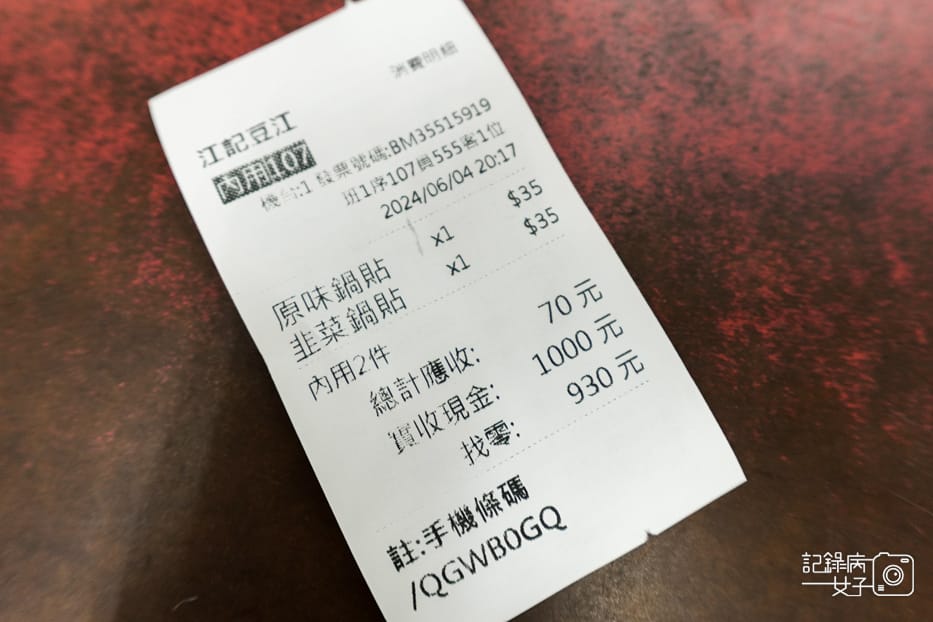 消費明細
江記豆江
內用107
機台:1 發票號碼:BM35515919
班1序107員555客1位
2024/06/04 20:17
原味鍋貼 x1 $35
韭菜鍋貼 x1 $35
內用2件
總計應收: 70 元
實收現金: 1000 元
找零: 930 元
註:手機條碼
/QGWB0GQ
記錄病
女子